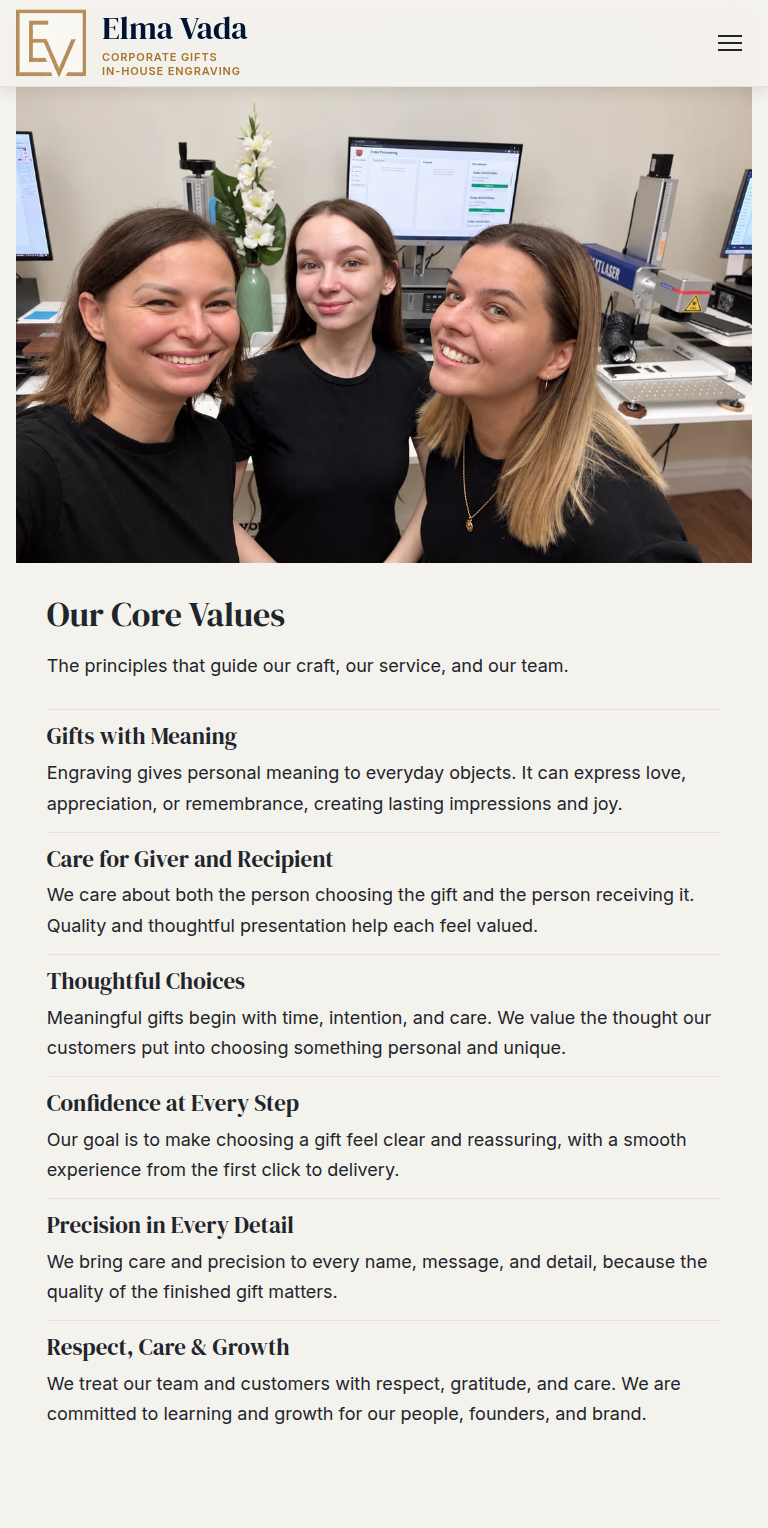 Elma Vada
CORPORATE GIFTS
IN-HOUSE ENGRAVING
Order Processing
Our Core Values
The principles that guide our craft, our service, and our team.
Gifts with Meaning
Engraving gives personal meaning to everyday objects. It can express love,
appreciation, or remembrance, creating lasting impressions and joy.
Care for Giver and Recipient
We care about both the person choosing the gift and the person receiving it.
Quality and thoughtful presentation help each feel valued.
Thoughtful Choices
Meaningful gifts begin with time, intention, and care. We value the thought our
customers put into choosing something personal and unique.
Confidence at Every Step
Our goal is to make choosing a gift feel clear and reassuring, with a smooth
experience from the first click to delivery.
Precision in Every Detail
We bring care and precision to every name, message, and detail, because the
quality of the finished gift matters.
Respect, Care & Growth
We treat our team and customers with respect, gratitude, and care. We are
committed to learning and growth for our people, founders, and brand.